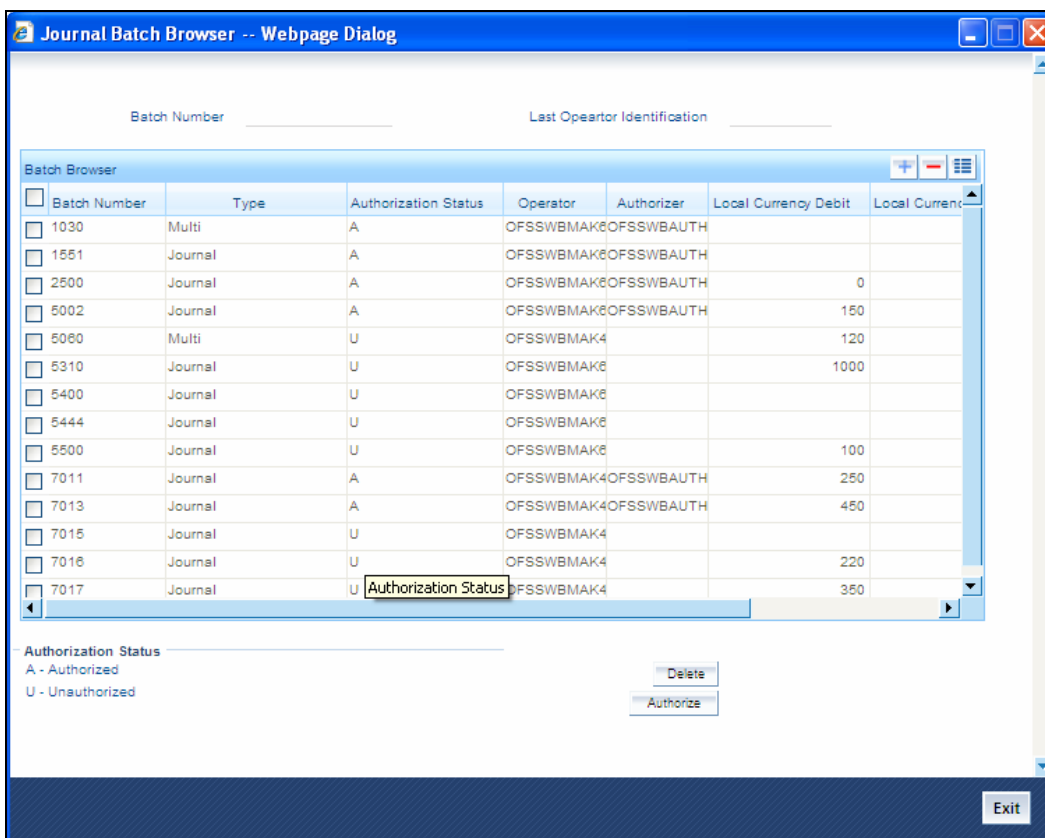 Journal Batch Browser -- Webpage Dialog
Batch Number Last Opeartor Identification
Batch Browser
Batch Number Type Authorization Status Operator Authorizer Local Currency Debit Local Currenc
1030 Multi A OFSSWBMAK6 OFSSWBAUTH
1551 Journal A OFSSWBMAK6 OFSSWBAUTH
2500 Journal A OFSSWBMAK6 OFSSWBAUTH 0
5002 Journal A OFSSWBMAK6 OFSSWBAUTH 150
5060 Multi U OFSSWBMAK4 120
5310 Journal U OFSSWBMAK6 1000
5400 Journal U OFSSWBMAK6
5444 Journal U OFSSWBMAK6
5500 Journal U OFSSWBMAK6 100
7011 Journal A OFSSWBMAK4 OFSSWBAUTH 250
7013 Journal A OFSSWBMAK4 OFSSWBAUTH 450
7015 Journal U OFSSWBMAK4
7016 Journal U OFSSWBMAK4 220
7017 Journal U Authorization Status OFSSWBMAK4 350
Authorization Status
A - Authorized
U - Unauthorized
Delete
Authorize
Exit